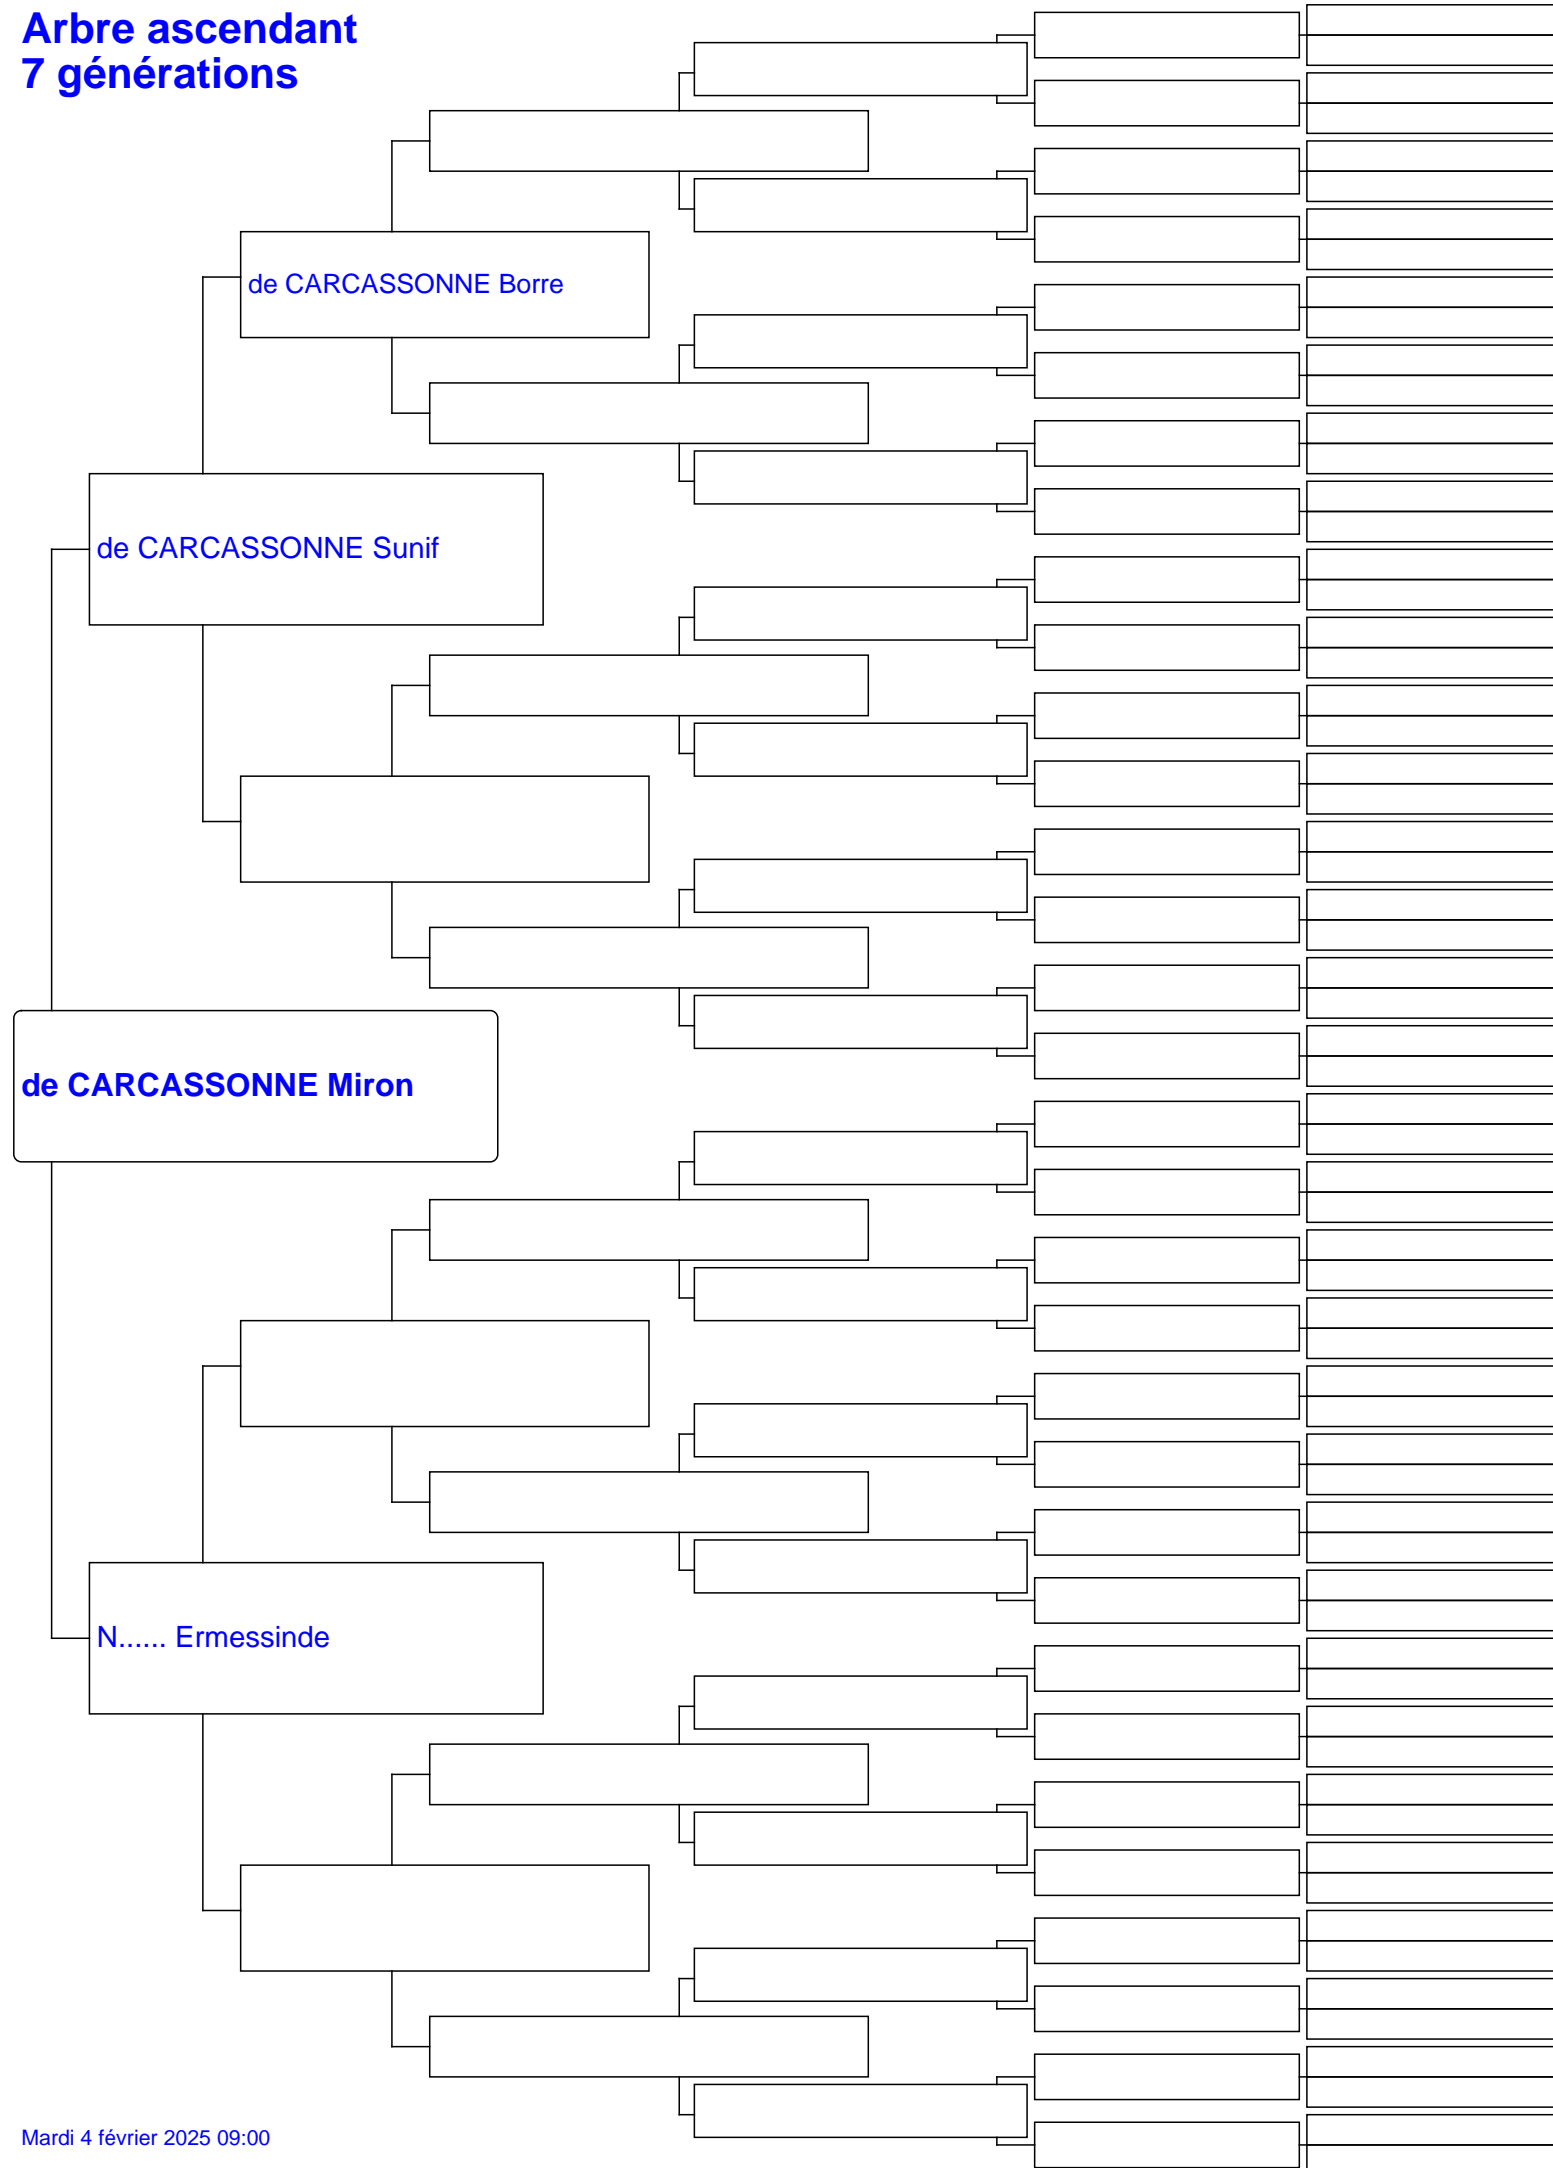 Arbre ascendant
7 générations
de CARCASSONNE Borre
de CARCASSONNE Sunif
de CARCASSONNE Miron
N...... Ermessinde
Mardi 4 février 2025 09:00